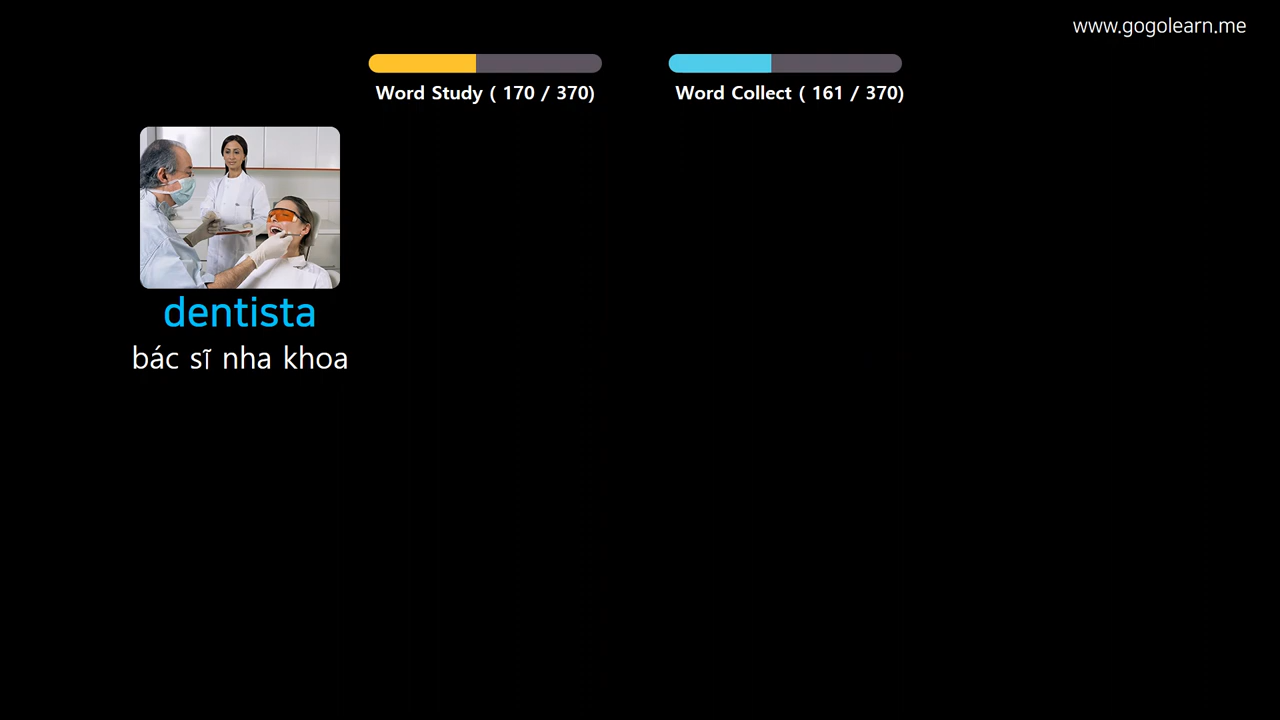 www.gogolearn.me
Word Study ( 170 / 370)
Word Collect ( 161 / 370)
dentista
bác sĩ nha khoa